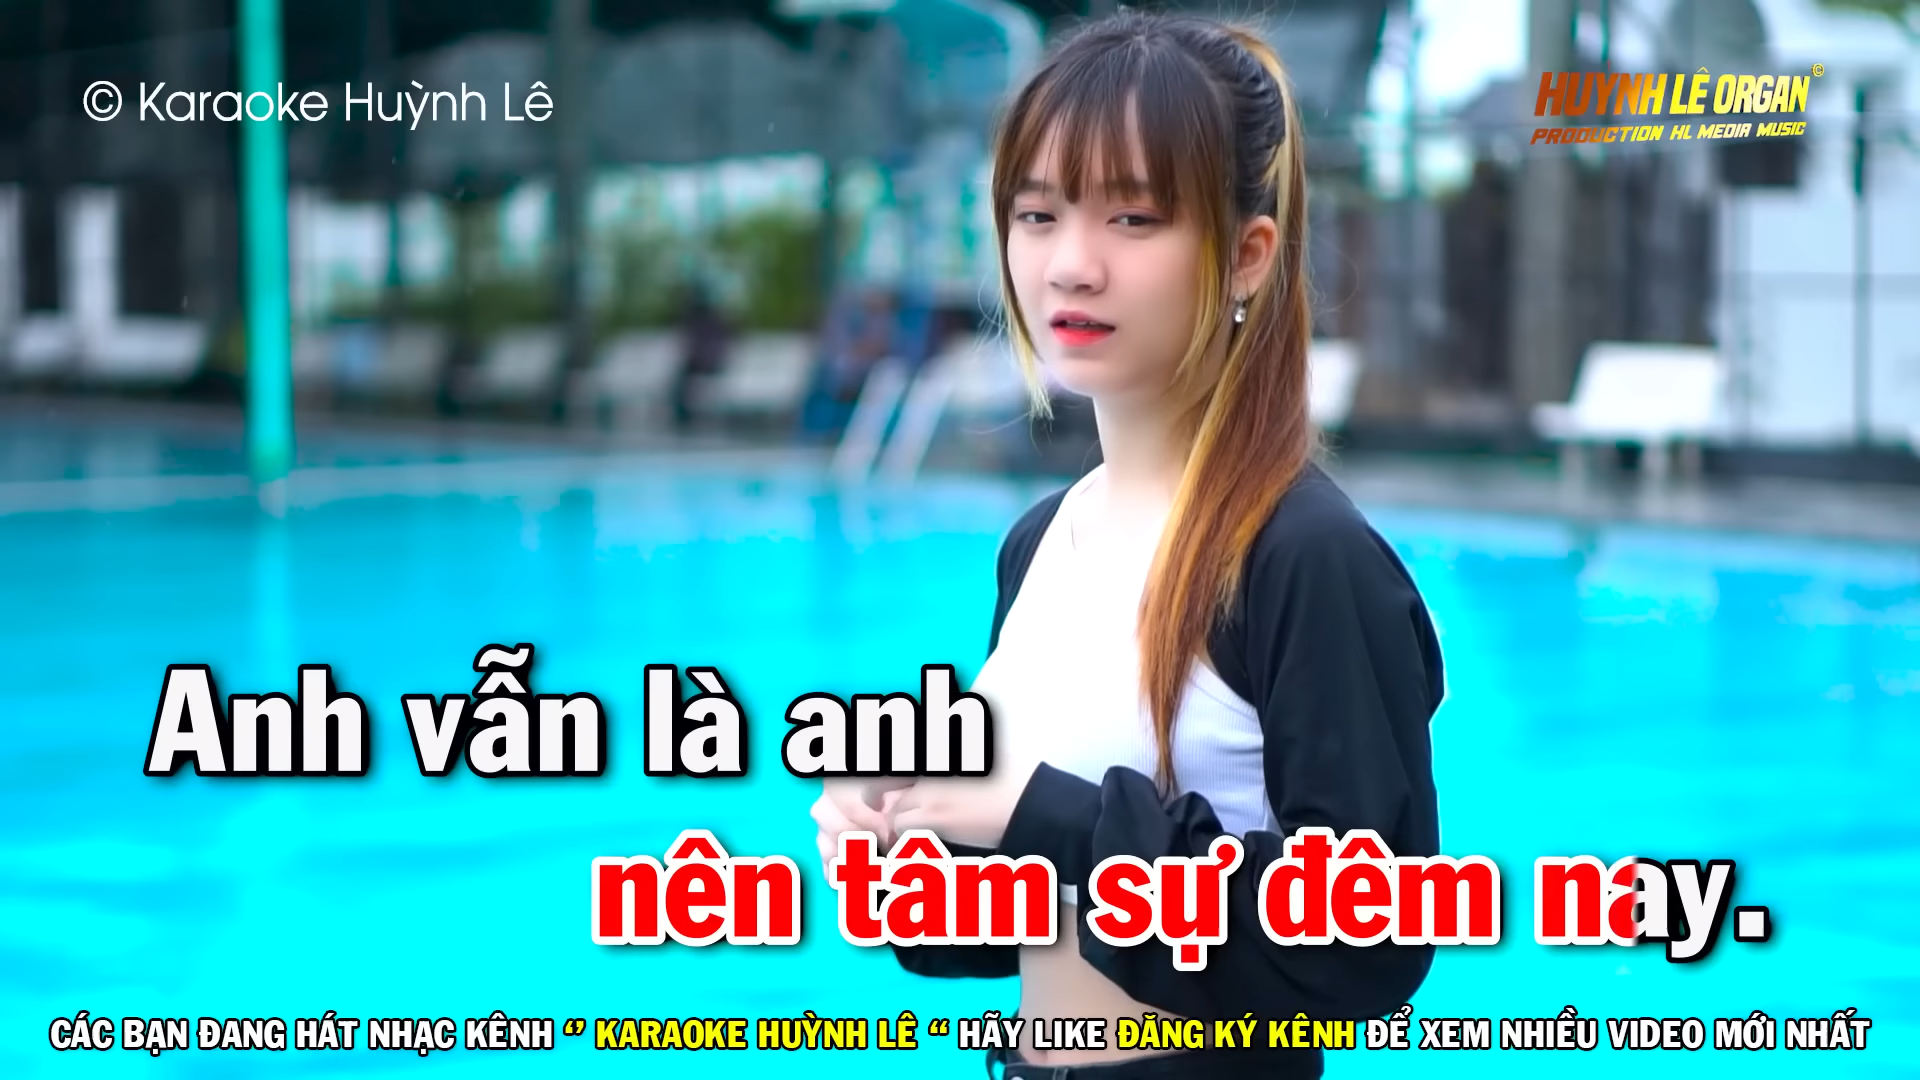 © Karaoke Huỳnh Lê
HUYNH LÊ ORGAN©
PRODUCTION HL MEDIA MUSIC
Anh vẫn là anh
nên tâm sự đêm nay.
CÁC BẠN ĐANG HÁT NHẠC KÊNH “ KARAOKE HUỲNH LÊ “ HÃY LIKE ĐĂNG KÝ KÊNH ĐỂ XEM NHIỀU VIDEO MỚI NHẤT